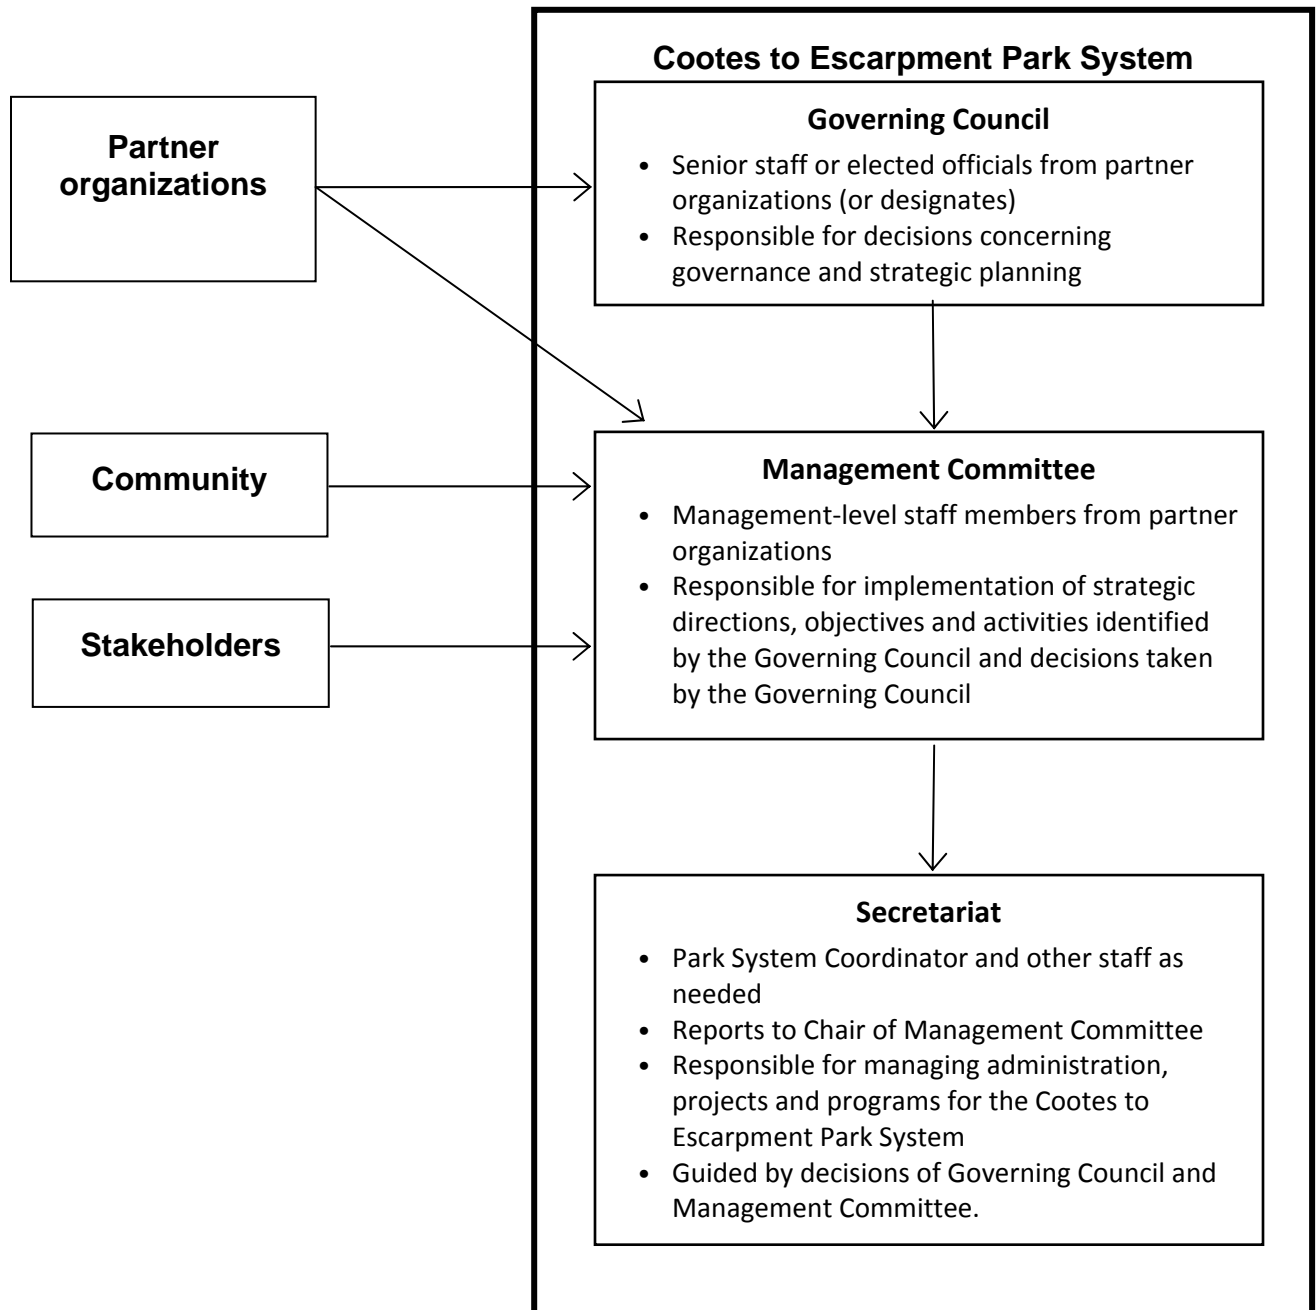 Cootes to Escarpment Park System
Partner
organizations
Governing Council
• Senior staff or elected officials from partner
organizations (or designates)
• Responsible for decisions concerning
governance and strategic planning
Community
Stakeholders
Management Committee
• Management-level staff members from partner
organizations
• Responsible for implementation of strategic
directions, objectives and activities identified
by the Governing Council and decisions taken
by the Governing Council
Secretariat
• Park System Coordinator and other staff as
needed
• Reports to Chair of Management Committee
• Responsible for managing administration,
projects and programs for the Cootes to
Escarpment Park System
• Guided by decisions of Governing Council and
Management Committee.